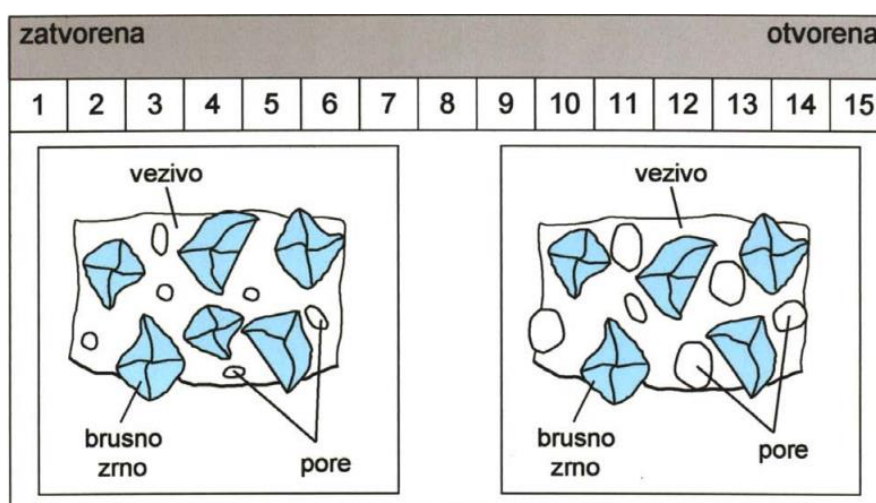 zatvorena otvorena
1 2 3 4 5 6 7 8 9 10 11 12 13 14 15
vezivo
brusno
zrno
pore
vezivo
brusno
zrno
pore